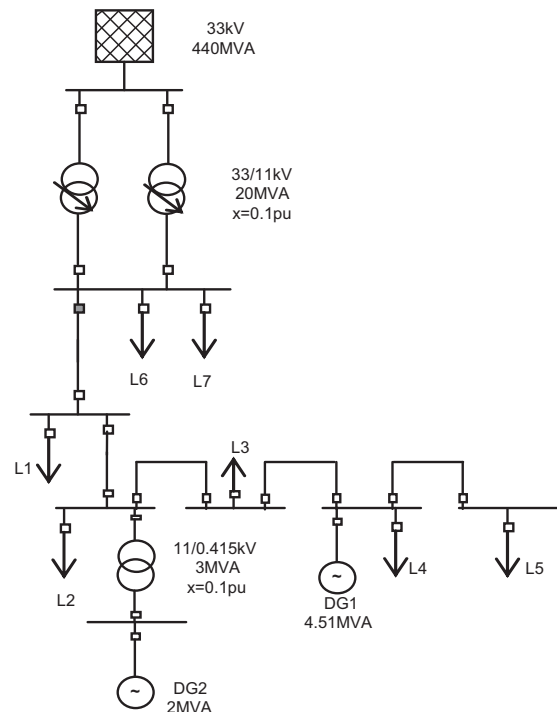 33kV
440MVA
33/11kV
20MVA
x=0.1pu
L6
L7
L1
L3
L2
11/0.415kV
3MVA
x=0.1pu
~
DG1
4.51MVA
L4
L5
~
DG2
2MVA